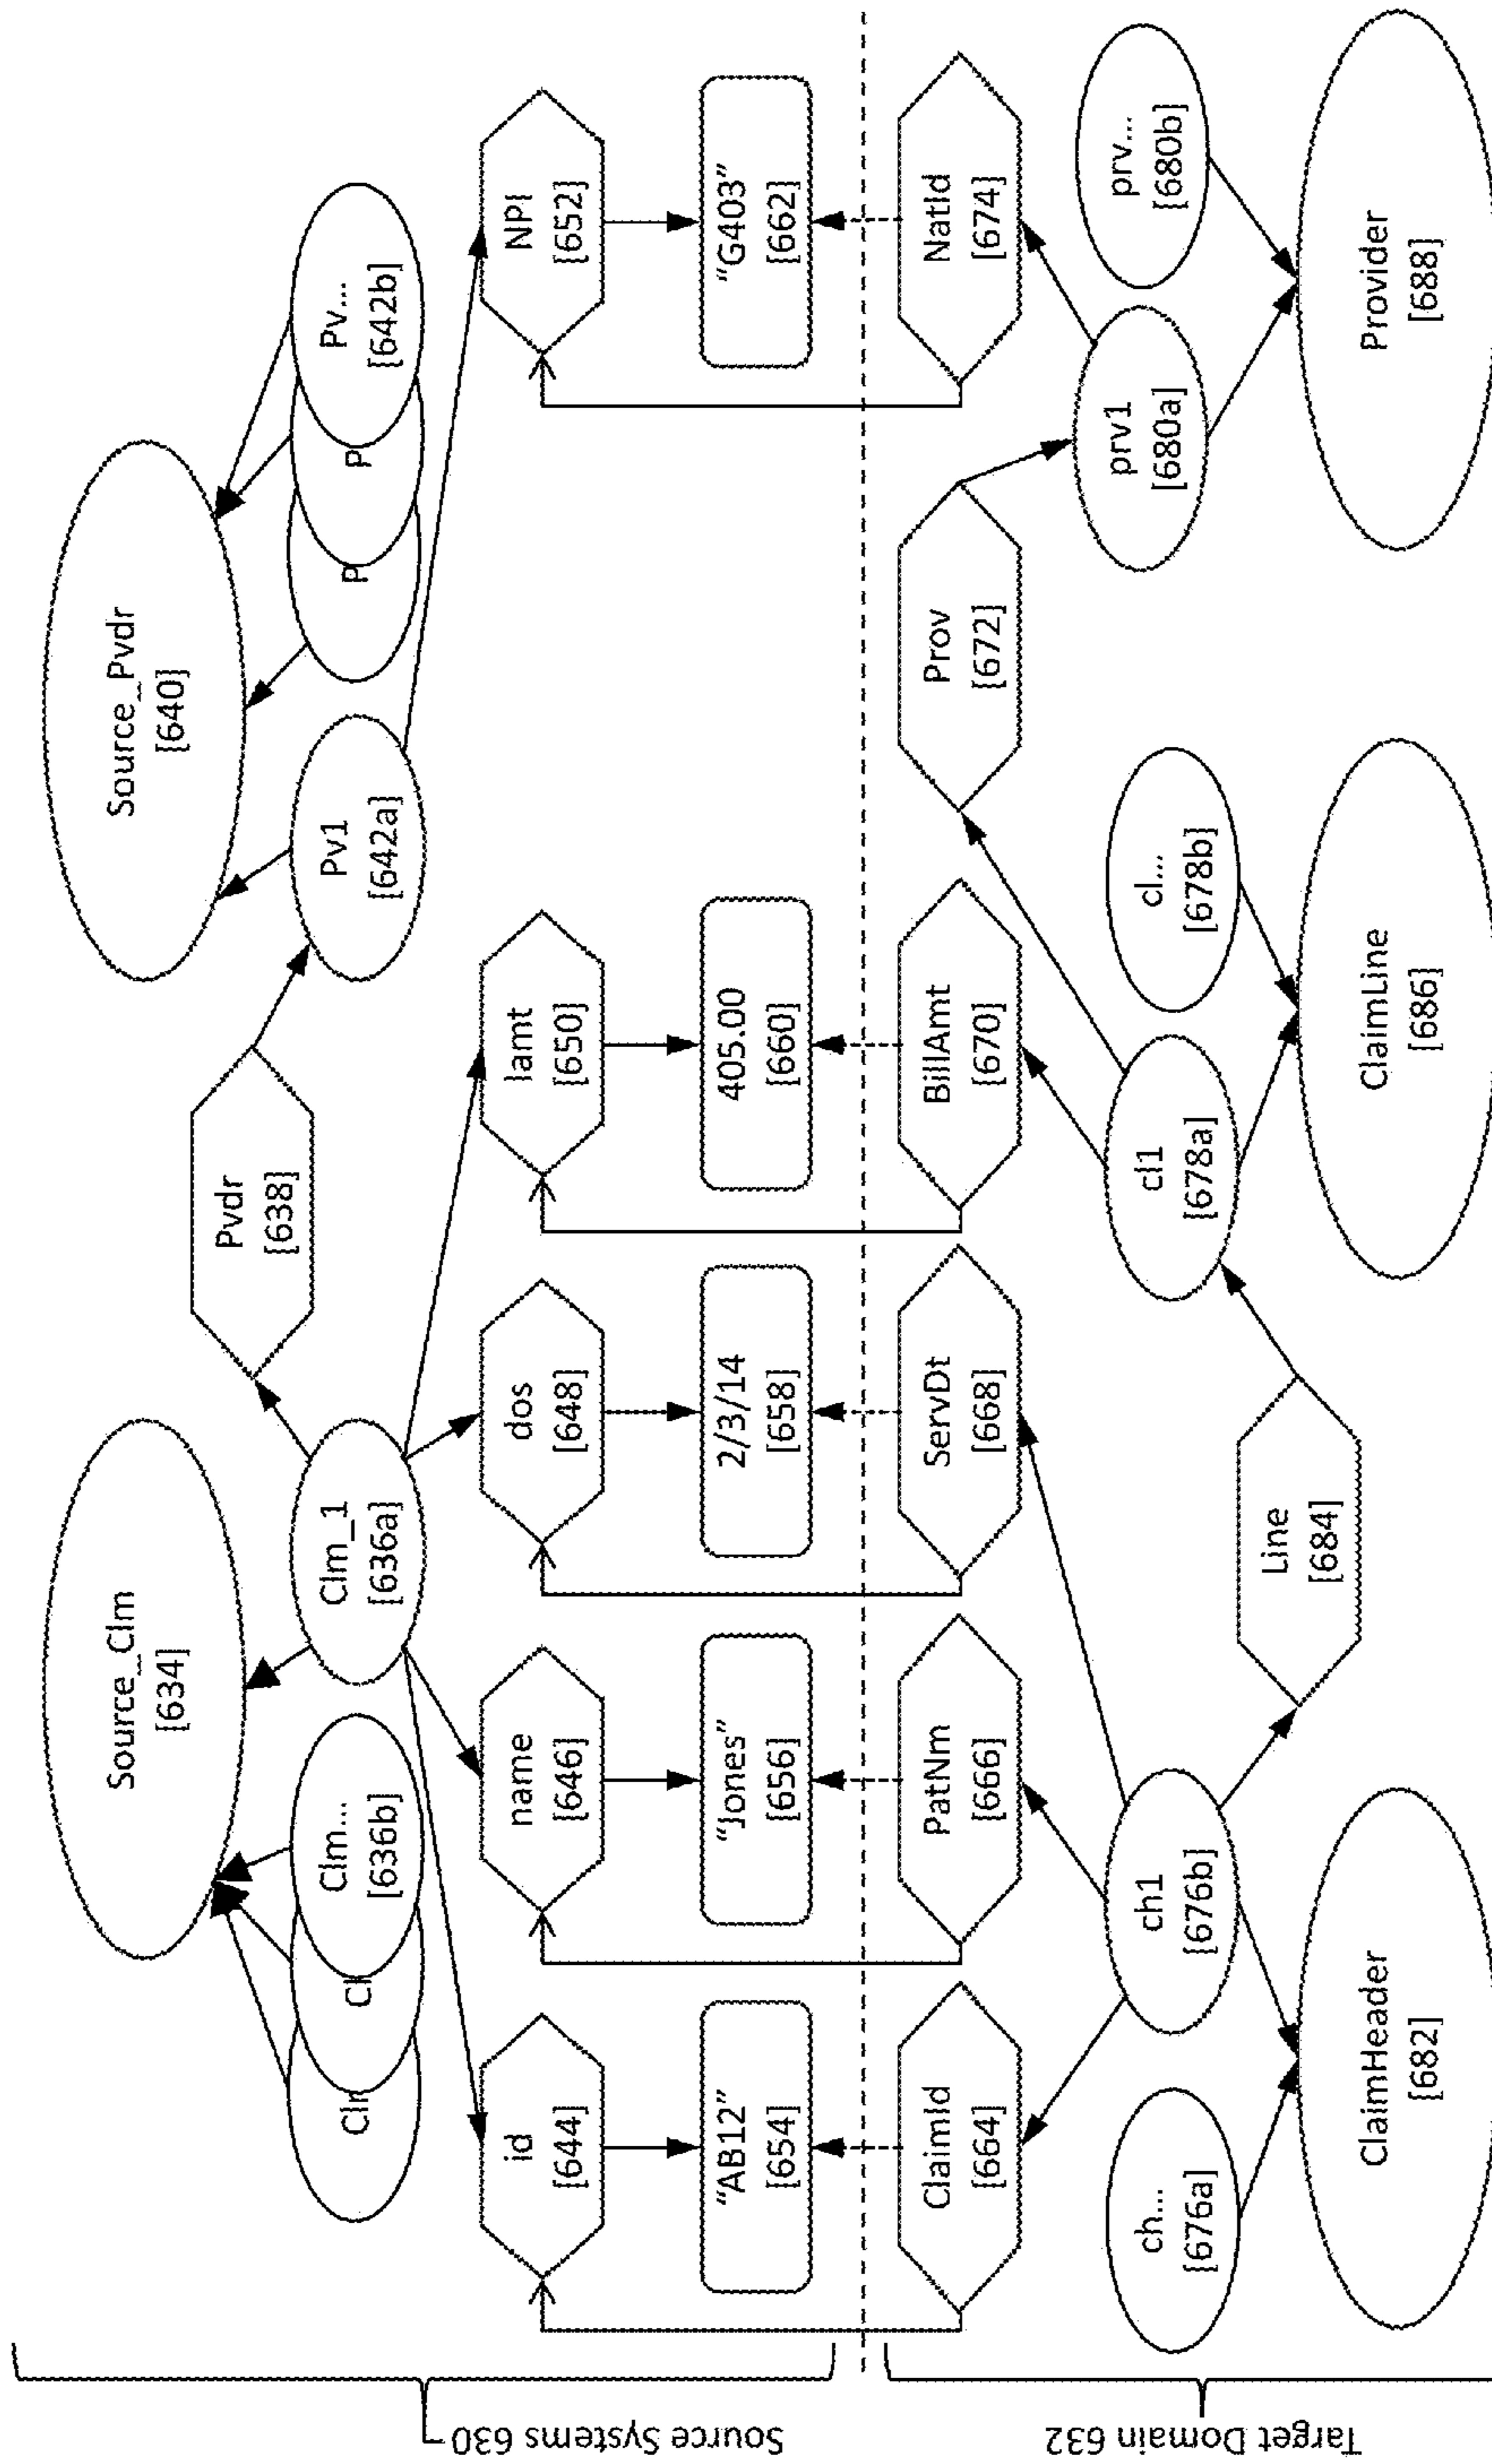 Source Systems 630
Source_Clm
[634]
Source_Pvdr
[640]
Pvdr
[638]
Clm
Cl
Clm...
[636b]
Clm_1
[636a]
Pv1
[642a]
P
P
Pv...
[642b]
id
[644]
name
[646]
dos
[648]
lamt
[650]
NPI
[652]
“AB12”
[654]
“Jones”
[656]
2/3/14
[658]
405.00
[660]
“G403”
[662]
Target Domain 632
ClaimId
[664]
PatNm
[666]
ServDt
[668]
BillAmt
[670]
Prov
[672]
NatId
[674]
ch...
[676a]
ch1
[676b]
cl1
[678a]
cl...
[678b]
prv1
[680a]
prv...
[680b]
Line
[684]
ClaimHeader
[682]
ClaimLine
[686]
Provider
[688]